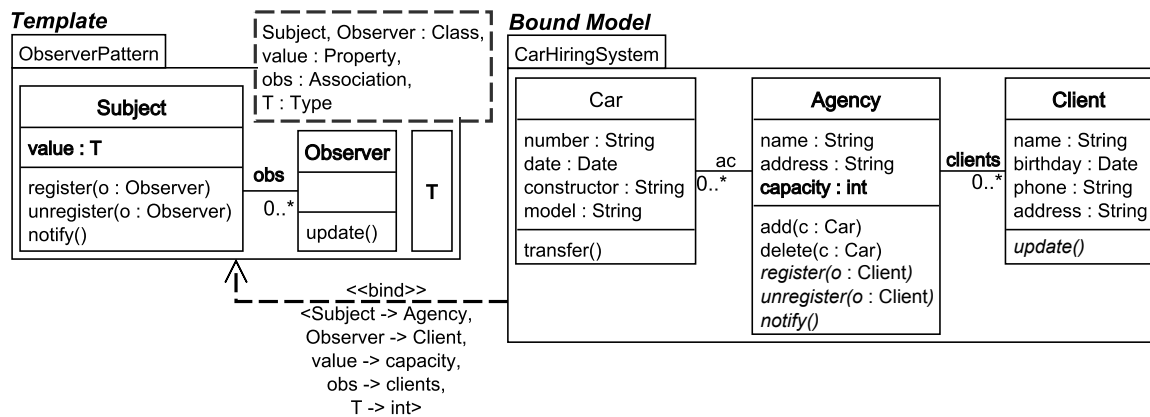 Template
ObserverPattern
Subject, Observer : Class,
value : Property,
obs : Association,
T : Type
Subject
value : T
register(o : Observer)
unregister(o : Observer)
notify()
obs
0..*
Observer
update()
T
<<bind>>
<Subject -> Agency,
Observer -> Client,
value -> capacity,
obs -> clients,
T -> int>
Bound Model
CarHiringSystem
Car
number : String
date : Date
constructor : String
model : String
transfer()
ac
0..*
Agency
name : String
address : String
capacity : int
add(c : Car)
delete(c : Car)
register(o : Client)
unregister(o : Client)
notify()
clients
0..*
Client
name : String
birthday : Date
phone : String
address : String
update()